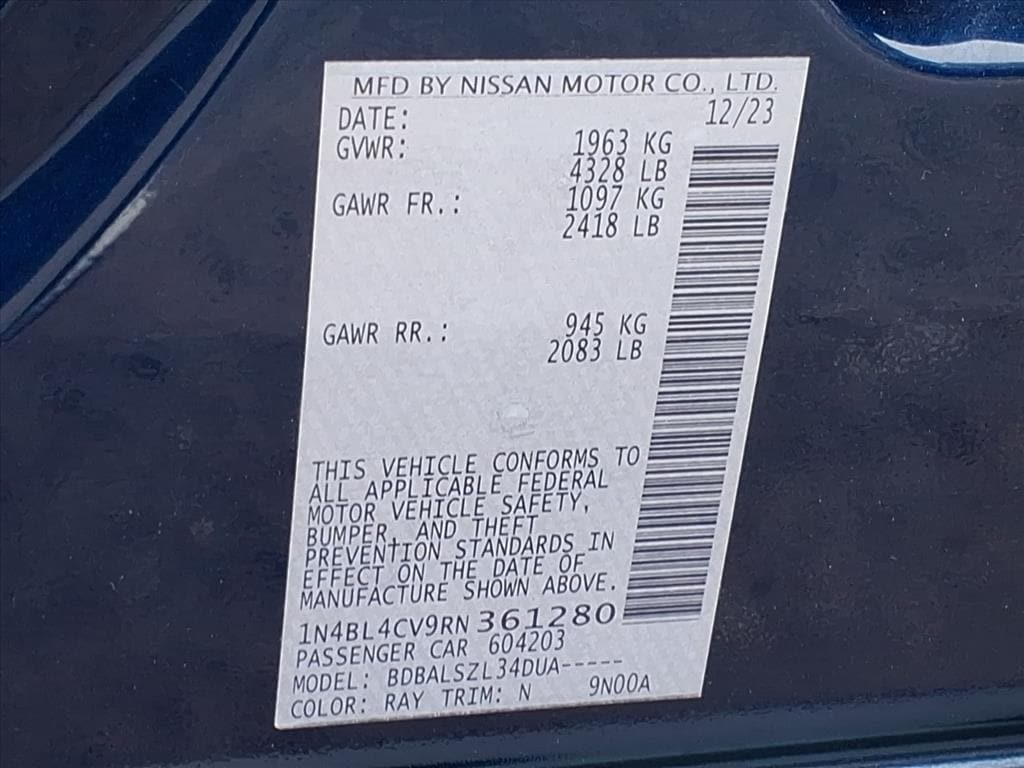 MFD BY NISSAN MOTOR CO., LTD.
DATE: 12/23
GVWR: 1963 KG
4328 LB
GAWR FR.: 1097 KG
2418 LB
GAWR RR.: 945 KG
2083 LB
THIS VEHICLE CONFORMS TO
ALL APPLICABLE FEDERAL
MOTOR VEHICLE SAFETY,
BUMPER, AND THEFT
PREVENTION STANDARDS IN
EFFECT ON THE DATE OF
MANUFACTURE SHOWN ABOVE.
1N4BL4CV9RN 361280
PASSENGER CAR 604203
MODEL: BDBALSZL34DUA-----
COLOR: RAY TRIM: N 9N00A